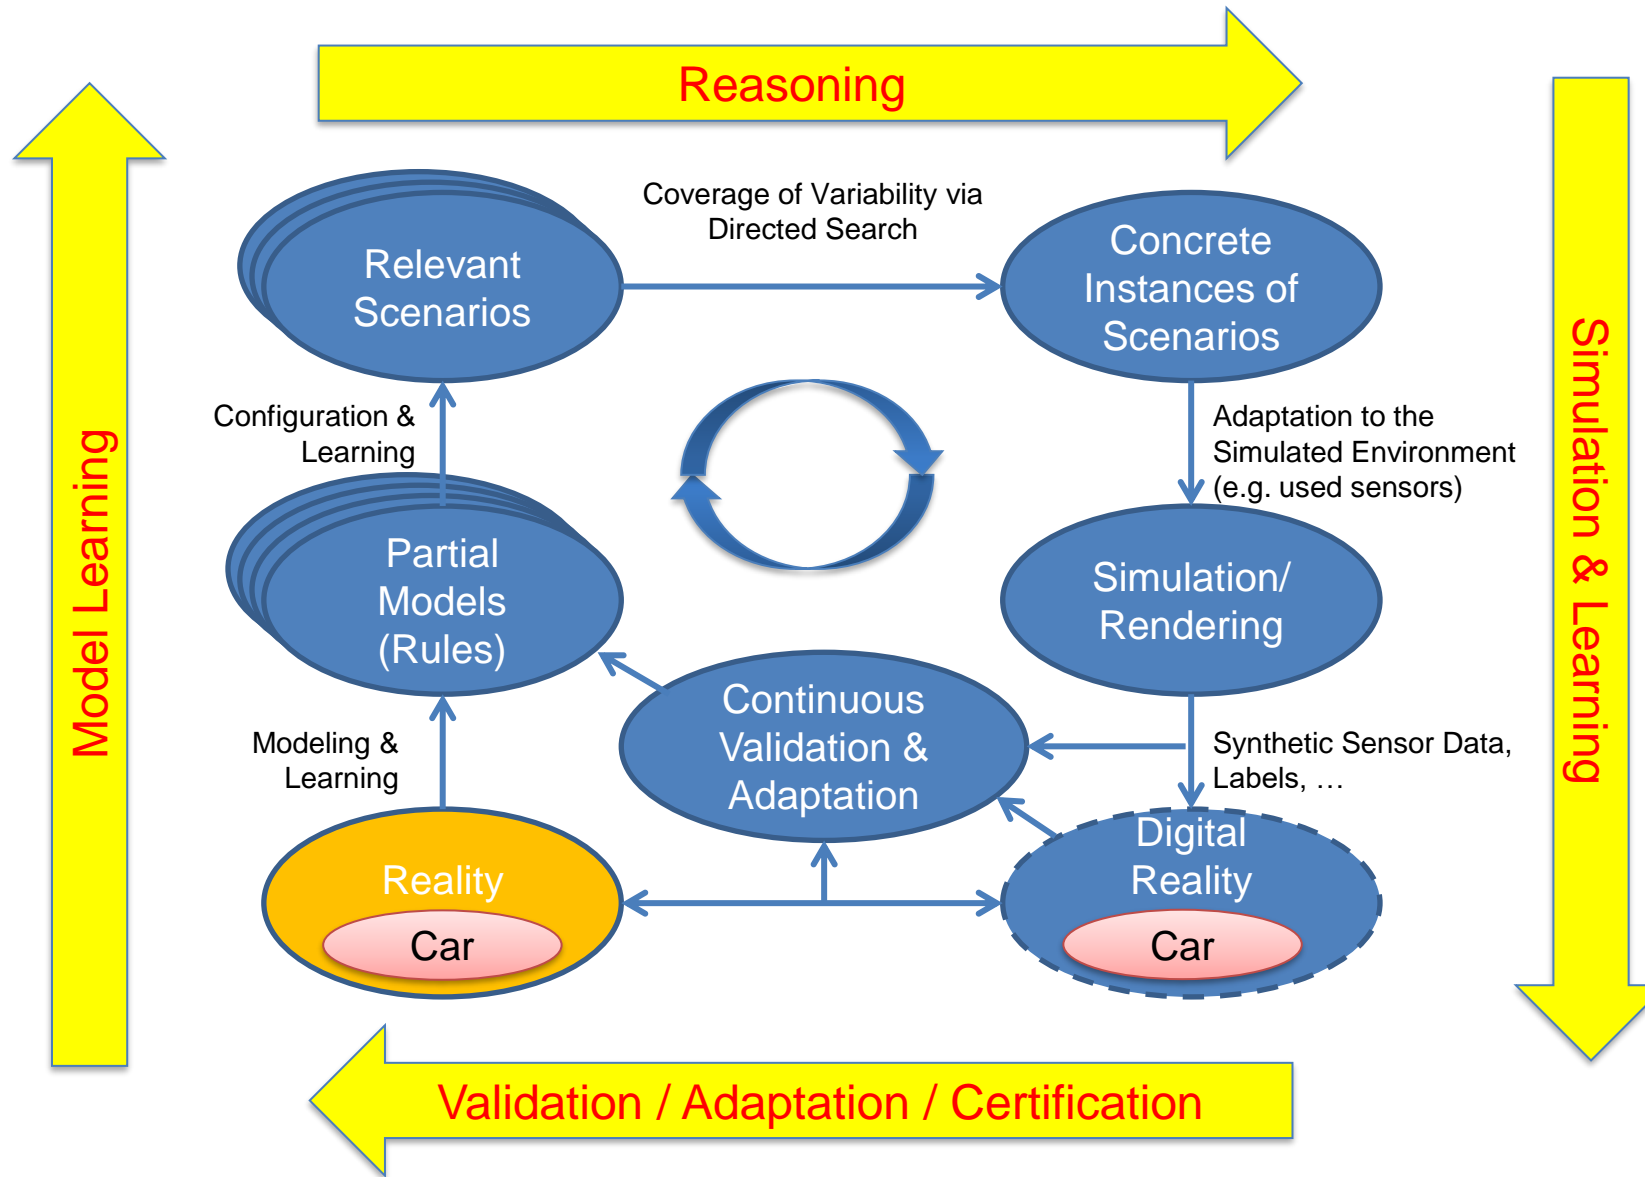 Reasoning
Model Learning
Simulation & Learning
Relevant
Scenarios
Coverage of Variability via
Directed Search
Concrete
Instances of
Scenarios
Configuration &
Learning
Adaptation to the
Simulated Environment
(e.g. used sensors)
Partial
Models
(Rules)
Simulation/
Rendering
Continuous
Validation &
Adaptation
Modeling &
Learning
Synthetic Sensor Data,
Labels, …
Reality
Car
Digital
Reality
Car
Validation / Adaptation / Certification